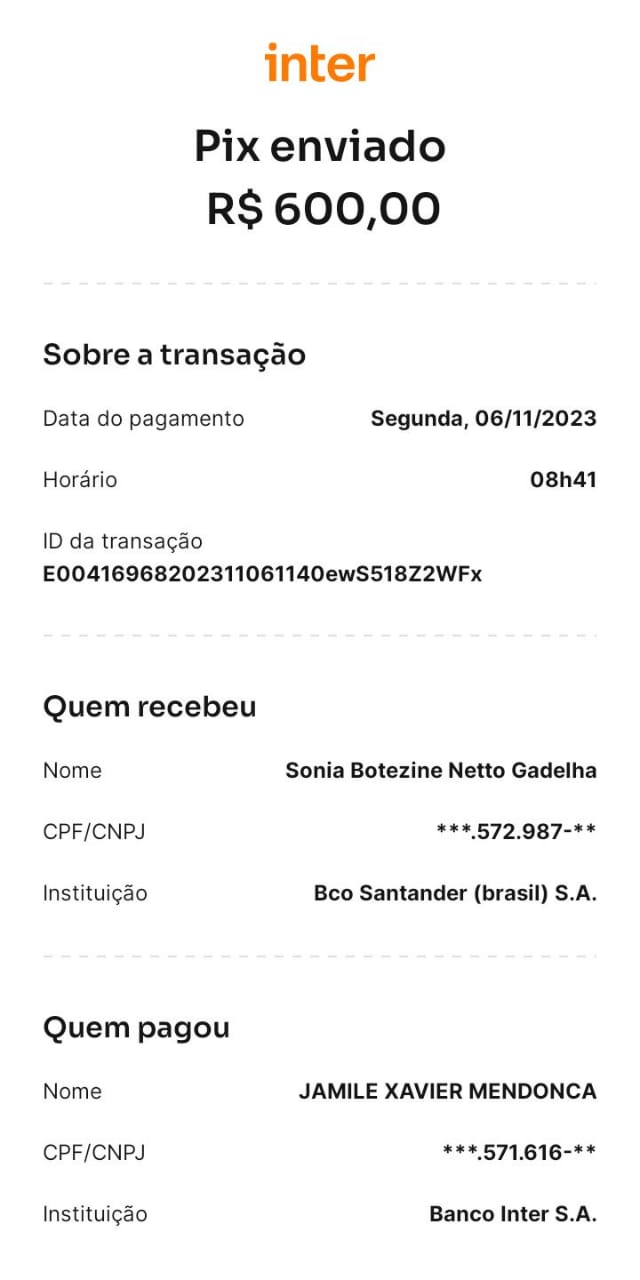 inter
Pix enviado
R$ 600,00
Sobre a transação
Data do pagamento Segunda, 06/11/2023
Horário 08h41
ID da transação
E00416968202311061140ewS518Z2WFx
Quem recebeu
Nome Sonia Botezine Netto Gadelha
CPF/CNPJ ***.572.987-**
Instituição Bco Santander (brasil) S.A.
Quem pagou
Nome JAMILE XAVIER MENDONCA
CPF/CNPJ ***.571.616-**
Instituição Banco Inter S.A.